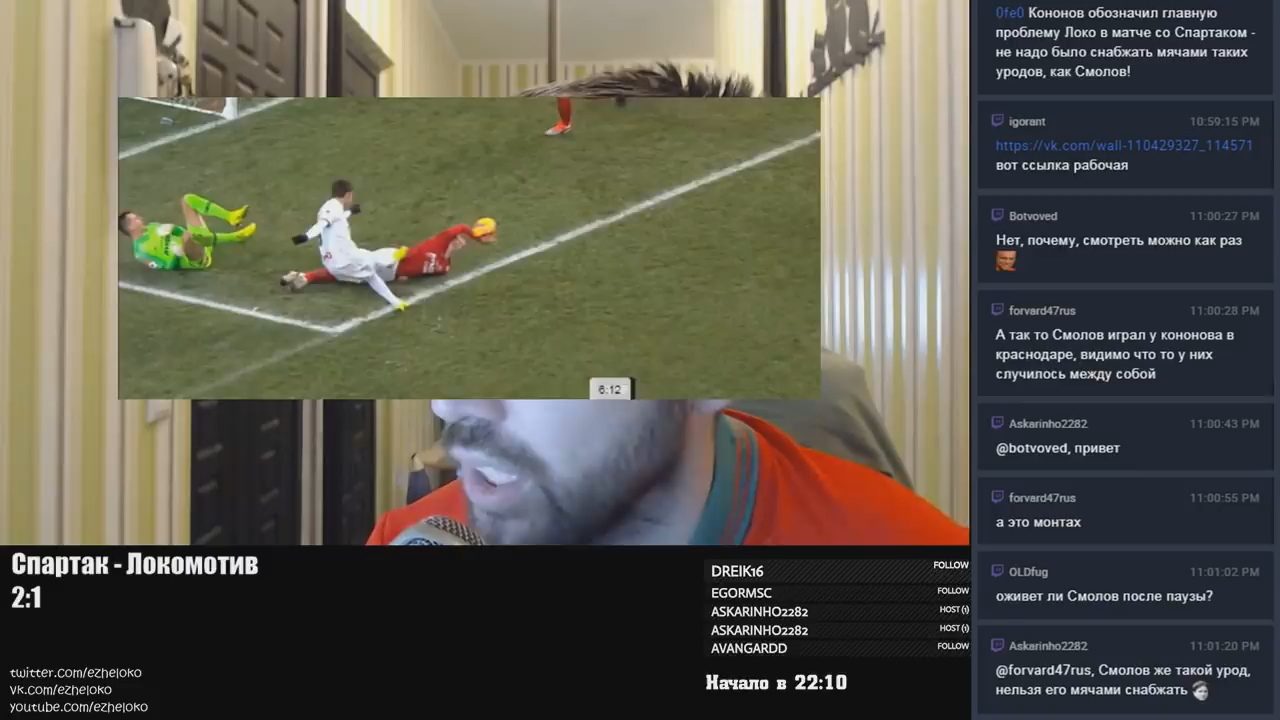 0fe0 Кононов обозначил главную
проблему Локо в матче со Спартаком -
не надо было снабжать мячами таких
уродов, как Смолов!
igorant 10:59:15 PM
https://vk.com/wall-110429327_114571
вот ссылка рабочая
Botvoved 11:00:27 PM
Нет, почему, смотреть можно как раз
forvard47rus 11:00:28 PM
А так то Смолов играл у кононова в
краснодаре, видимо что то у них
случилось между собой
Askarinho2282 11:00:43 PM
@botvoved, привет
forvard47rus 11:00:55 PM
а это монтах
OLDfug 11:01:02 PM
оживет ли Смолов после паузы?
Askarinho2282 11:01:20 PM
@forvard47rus, Смолов же такой урод,
нельзя его мячами снабжать
6:12
Спартак - Локомотив
2:1
twitter.com/ezheloko
vk.com/ezheloko
youtube.com/ezheloko
DREIK16 FOLLOW
EGORMSC FOLLOW
ASKARINHO2282 HOST (1)
ASKARINHO2282 HOST (1)
AVANGARDD FOLLOW
Начало в 22:10